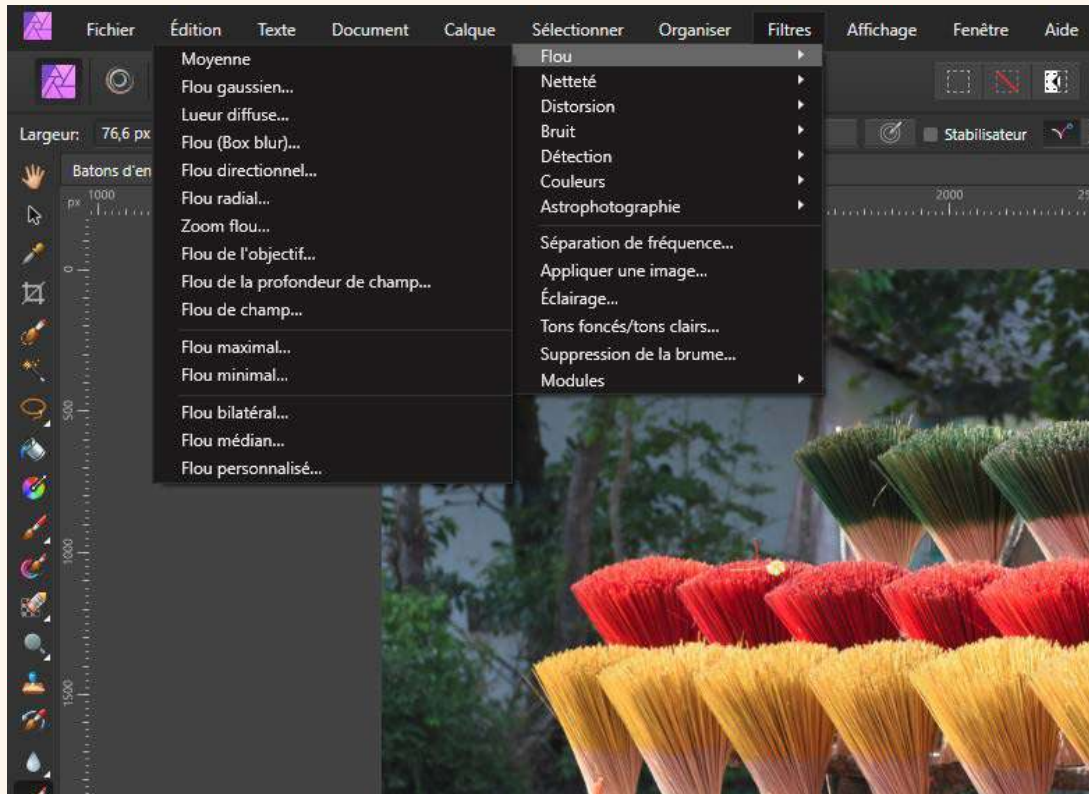 Fichier Édition Texte Document Calque Sélectionner Organiser Filtres Affichage Fenêtre Aide
Moyenne
Flou gaussien...
Lueur diffuse...
Flou (Box blur)...
Flou directionnel...
Flou radial...
Zoom flou...
Flou de l'objectif...
Flou de la profondeur de champ...
Flou de champ...
Flou maximal...
Flou minimal...
Flou bilatéral...
Flou médian...
Flou personnalisé...
Flou
Netteté
Distorsion
Bruit
Détection
Couleurs
Astrophotographie
Séparation de fréquence...
Appliquer une image...
Éclairage...
Tons foncés/tons clairs...
Suppression de la brume...
Modules
Largeur: 76,6 px
Stabilisateur
Batons d'en
px 1000 2000
0
500
1000
1500